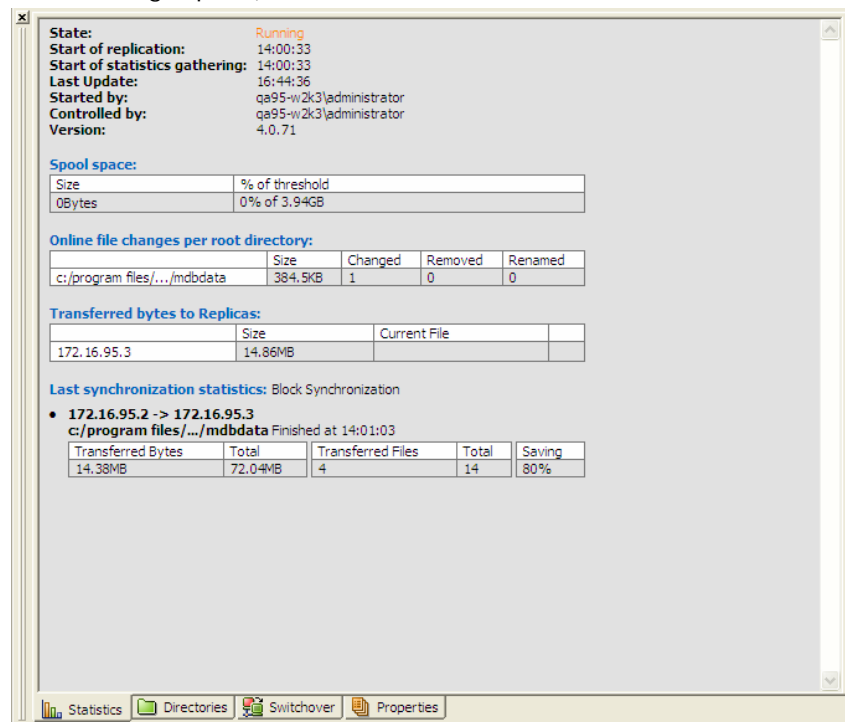 State: Running
Start of replication: 14:00:33
Start of statistics gathering: 14:00:33
Last Update: 16:44:36
Started by: qa95-w2k3\administrator
Controlled by: qa95-w2k3\administrator
Version: 4.0.71
Spool space:
Size % of threshold
0Bytes 0% of 3.94GB
Online file changes per root directory:
Size Changed Removed Renamed
c:/program files/.../mdbdata 384.5KB 1 0 0
Transferred bytes to Replicas:
Size Current File
172.16.95.3 14.86MB
Last synchronization statistics: Block Synchronization
• 172.16.95.2 -> 172.16.95.3
c:/program files/.../mdbdata Finished at 14:01:03
Transferred Bytes Total Transferred Files Total Saving
14.38MB 72.04MB 4 14 80%
Statistics Directories Switchover Properties